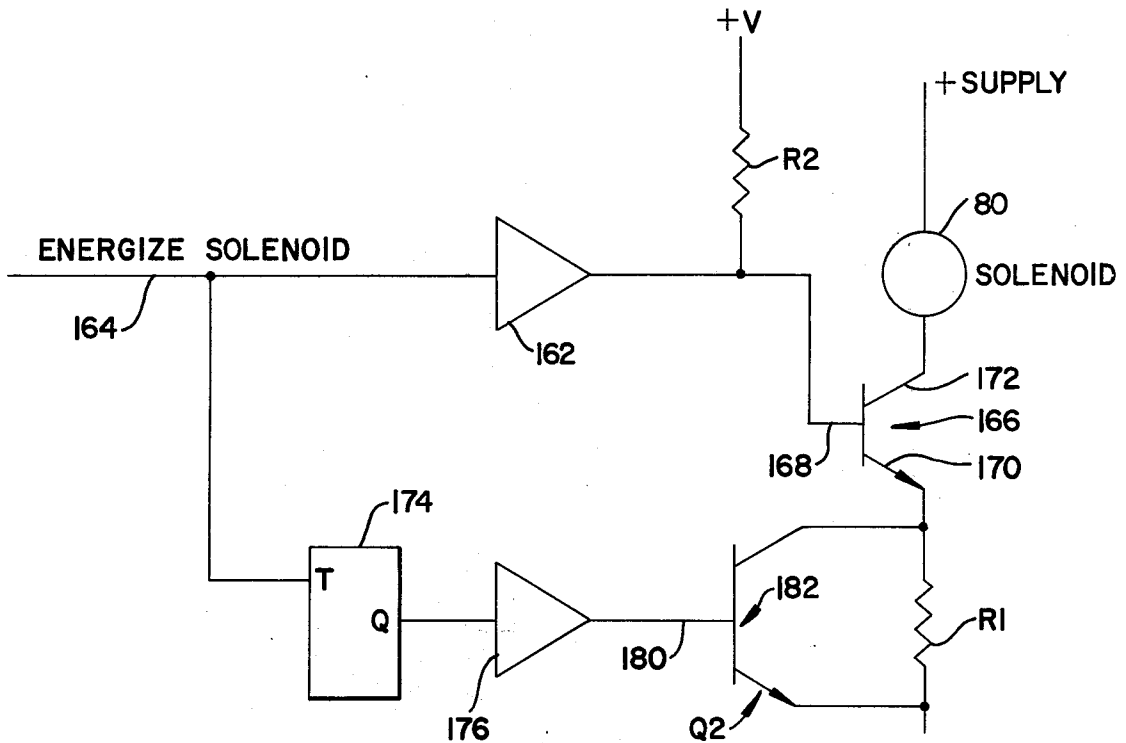 +V
+ SUPPLY
R2
80
ENERGIZE SOLENOID
SOLENOID
164
162
172
166
168
170
174
T
Q
182
R1
180
176
Q2